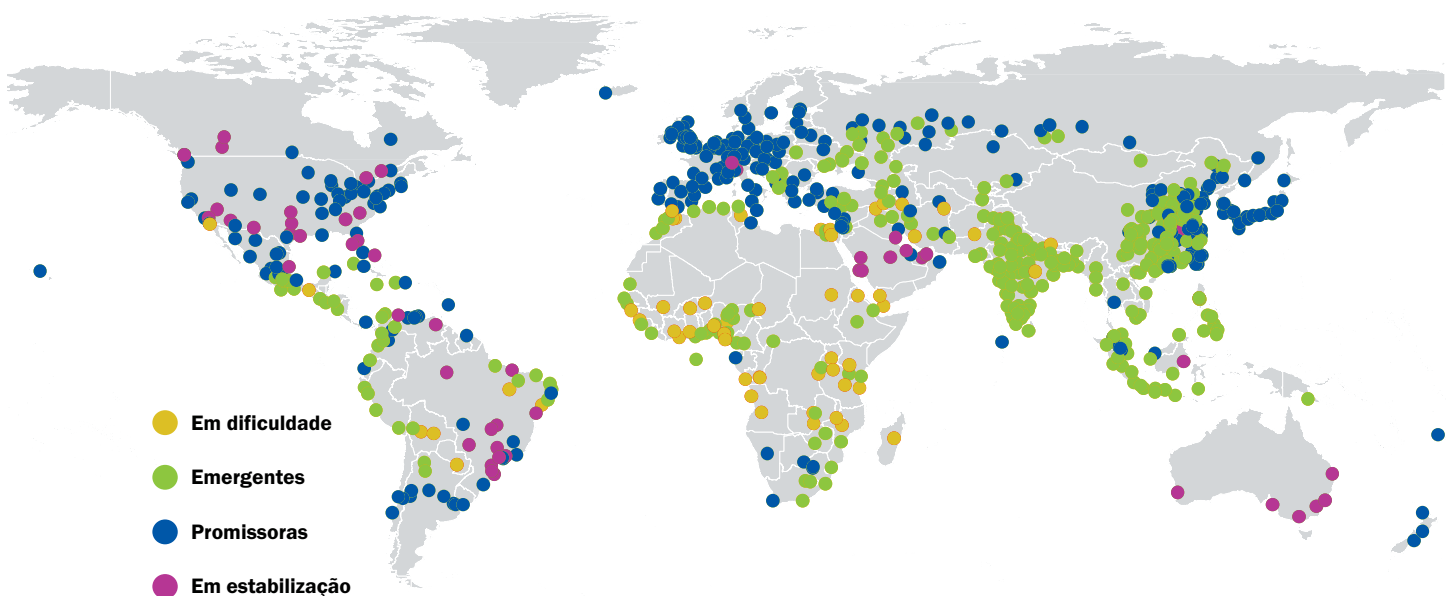 Em dificuldade
Emergentes
Promissoras
Em estabilização